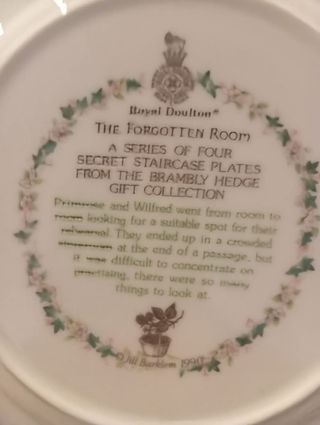 Royal Doulton®
THE FORGOTTEN ROOM
A SERIES OF FOUR
SECRET STAIRCASE PLATES
FROM THE BRAMBLY HEDGE
GIFT COLLECTION
Primrose and Wilfred went from room to
room looking for a suitable spot for their
rehearsal. They ended up in a crowded
at the end of a passage, but
it was difficult to concentrate on
practising, there were so many
things to look at.
© Jill Barklem 1990